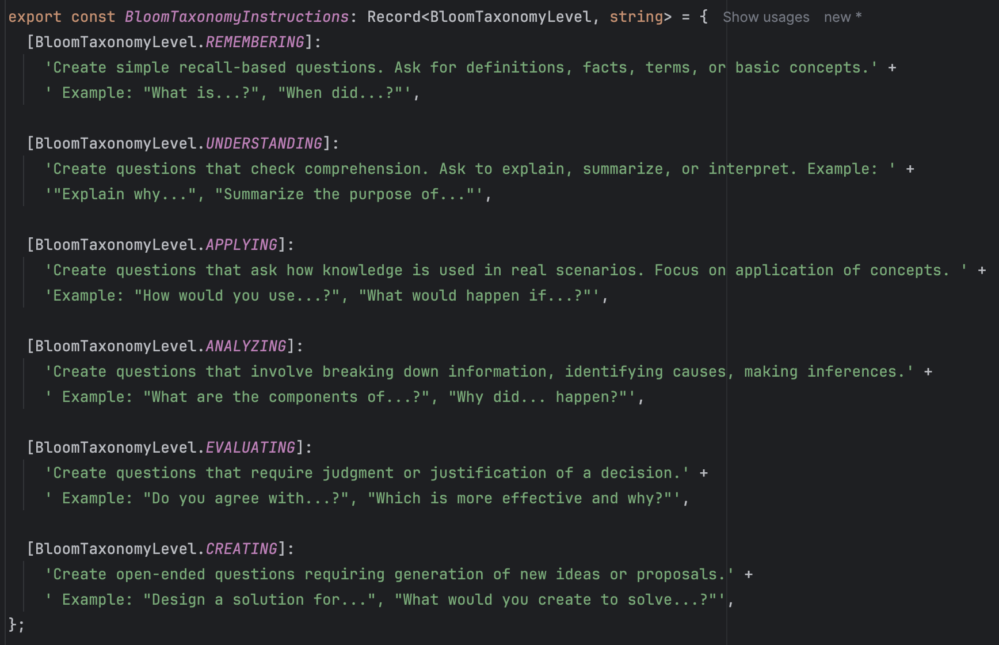 export const BloomTaxonomyInstructions: Record<BloomTaxonomyLevel, string> = { Show usages new *
[BloomTaxonomyLevel.REMEMBERING]:
'Create simple recall-based questions. Ask for definitions, facts, terms, or basic concepts.' +
' Example: "What is...?", "When did...?"',
[BloomTaxonomyLevel.UNDERSTANDING]:
'Create questions that check comprehension. Ask to explain, summarize, or interpret. Example: ' +
'"Explain why...", "Summarize the purpose of..."',
[BloomTaxonomyLevel.APPLYING]:
'Create questions that ask how knowledge is used in real scenarios. Focus on application of concepts. ' +
'Example: "How would you use...?", "What would happen if...?"',
[BloomTaxonomyLevel.ANALYZING]:
'Create questions that involve breaking down information, identifying causes, making inferences.' +
' Example: "What are the components of...?", "Why did... happen?"',
[BloomTaxonomyLevel.EVALUATING]:
'Create questions that require judgment or justification of a decision.' +
' Example: "Do you agree with...?", "Which is more effective and why?"',
[BloomTaxonomyLevel.CREATING]:
'Create open-ended questions requiring generation of new ideas or proposals.' +
' Example: "Design a solution for...", "What would you create to solve...?"',
};